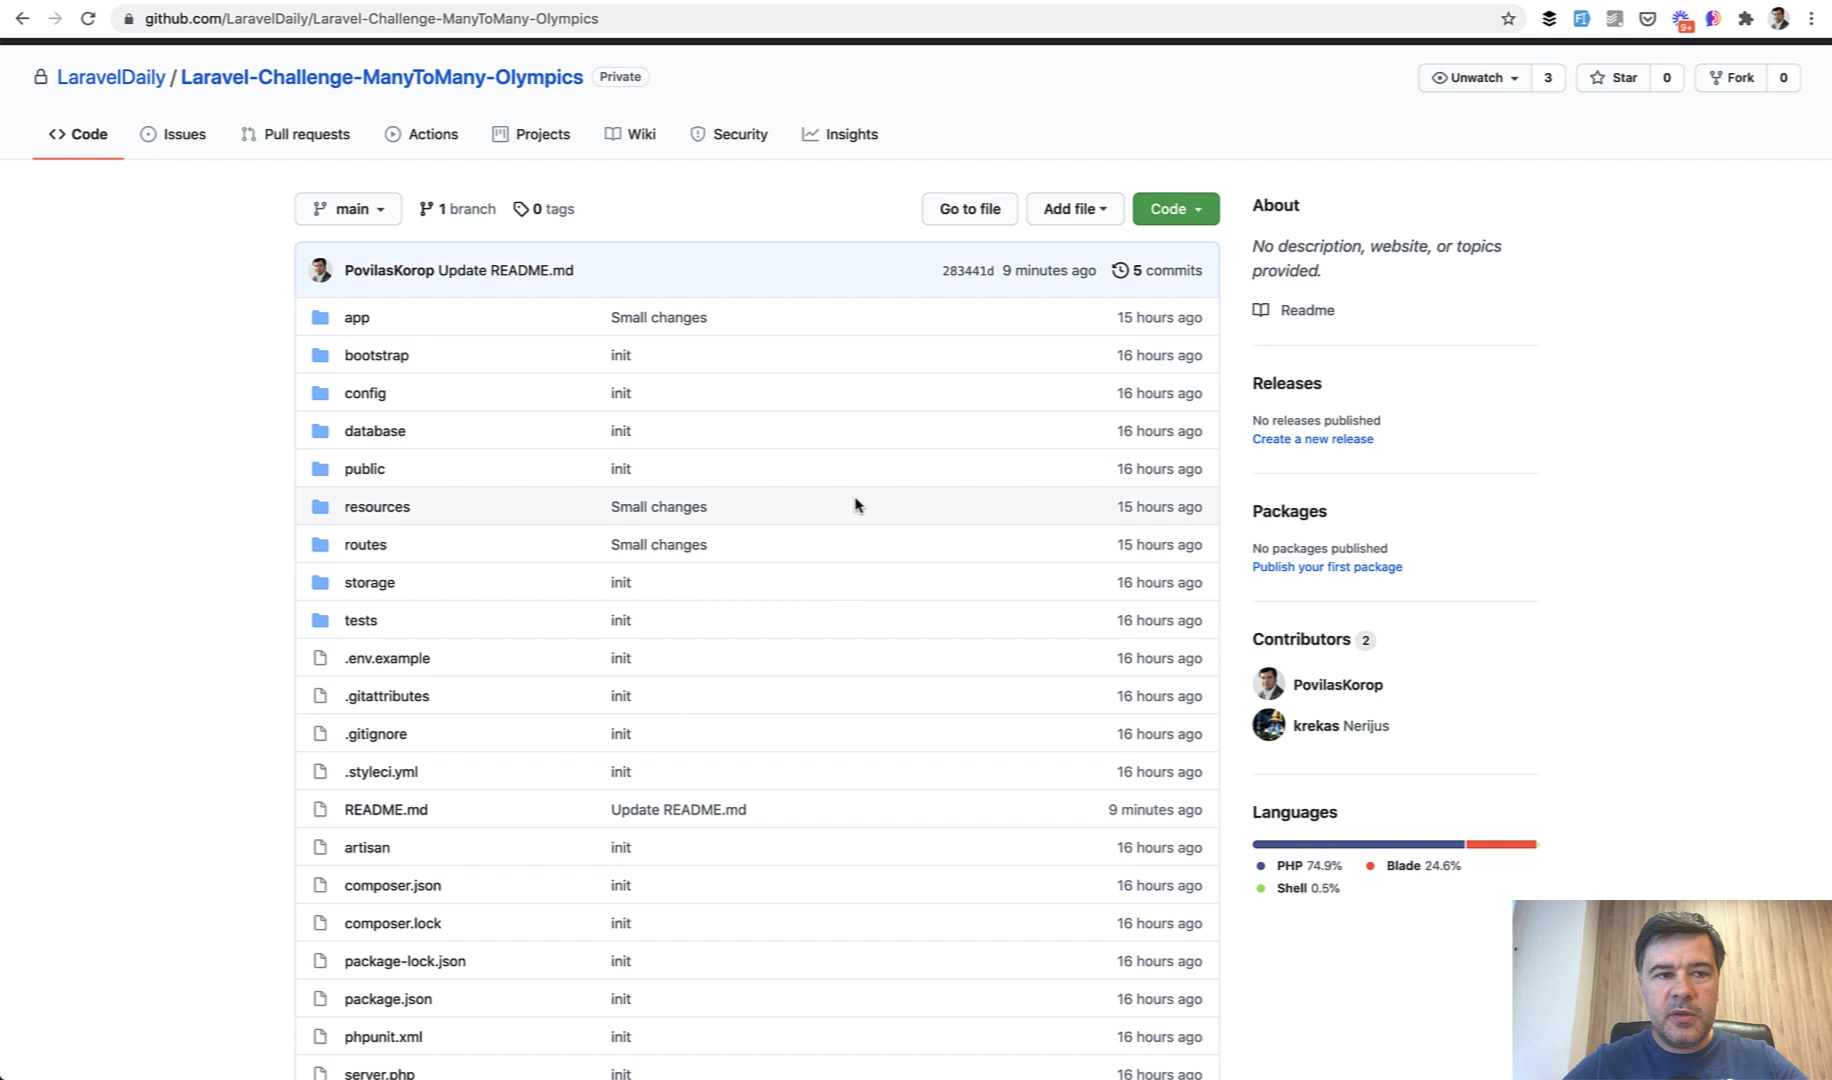 github.com/LaravelDaily/Laravel-Challenge-ManyToMany-Olympics
9+
LaravelDaily / Laravel-Challenge-ManyToMany-Olympics Private
Unwatch 3
Star 0
Fork 0
<> Code
Issues
Pull requests
Actions
Projects
Wiki
Security
Insights
main
1 branch
0 tags
Go to file
Add file
Code
PovilasKorop Update README.md 283441d 9 minutes ago 5 commits
app Small changes 15 hours ago
bootstrap init 16 hours ago
config init 16 hours ago
database init 16 hours ago
public init 16 hours ago
resources Small changes 15 hours ago
routes Small changes 15 hours ago
storage init 16 hours ago
tests init 16 hours ago
.env.example init 16 hours ago
.gitattributes init 16 hours ago
.gitignore init 16 hours ago
.styleci.yml init 16 hours ago
README.md Update README.md 9 minutes ago
artisan init 16 hours ago
composer.json init 16 hours ago
composer.lock init 16 hours ago
package-lock.json init 16 hours ago
package.json init 16 hours ago
phpunit.xml init 16 hours ago
server.php init 16 hours ago
About
No description, website, or topics
provided.
Readme
Releases
No releases published
Create a new release
Packages
No packages published
Publish your first package
Contributors 2
PovilasKorop
krekas Nerijus
Languages
PHP 74.9% Blade 24.6%
Shell 0.5%